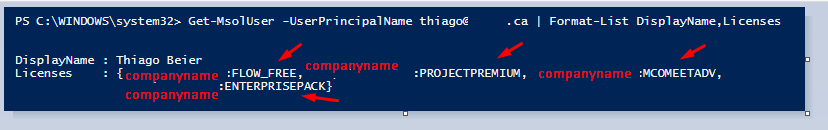 PS C:\WINDOWS\system32> Get-MsolUser -UserPrincipalName thiago@ .ca | Format-List DisplayName,Licenses
DisplayName : Thiago Beier
Licenses : {companyname :FLOW_FREE, companyname :PROJECTPREMIUM, companyname :MCOMEETADV,
companyname :ENTERPRISEPACK}